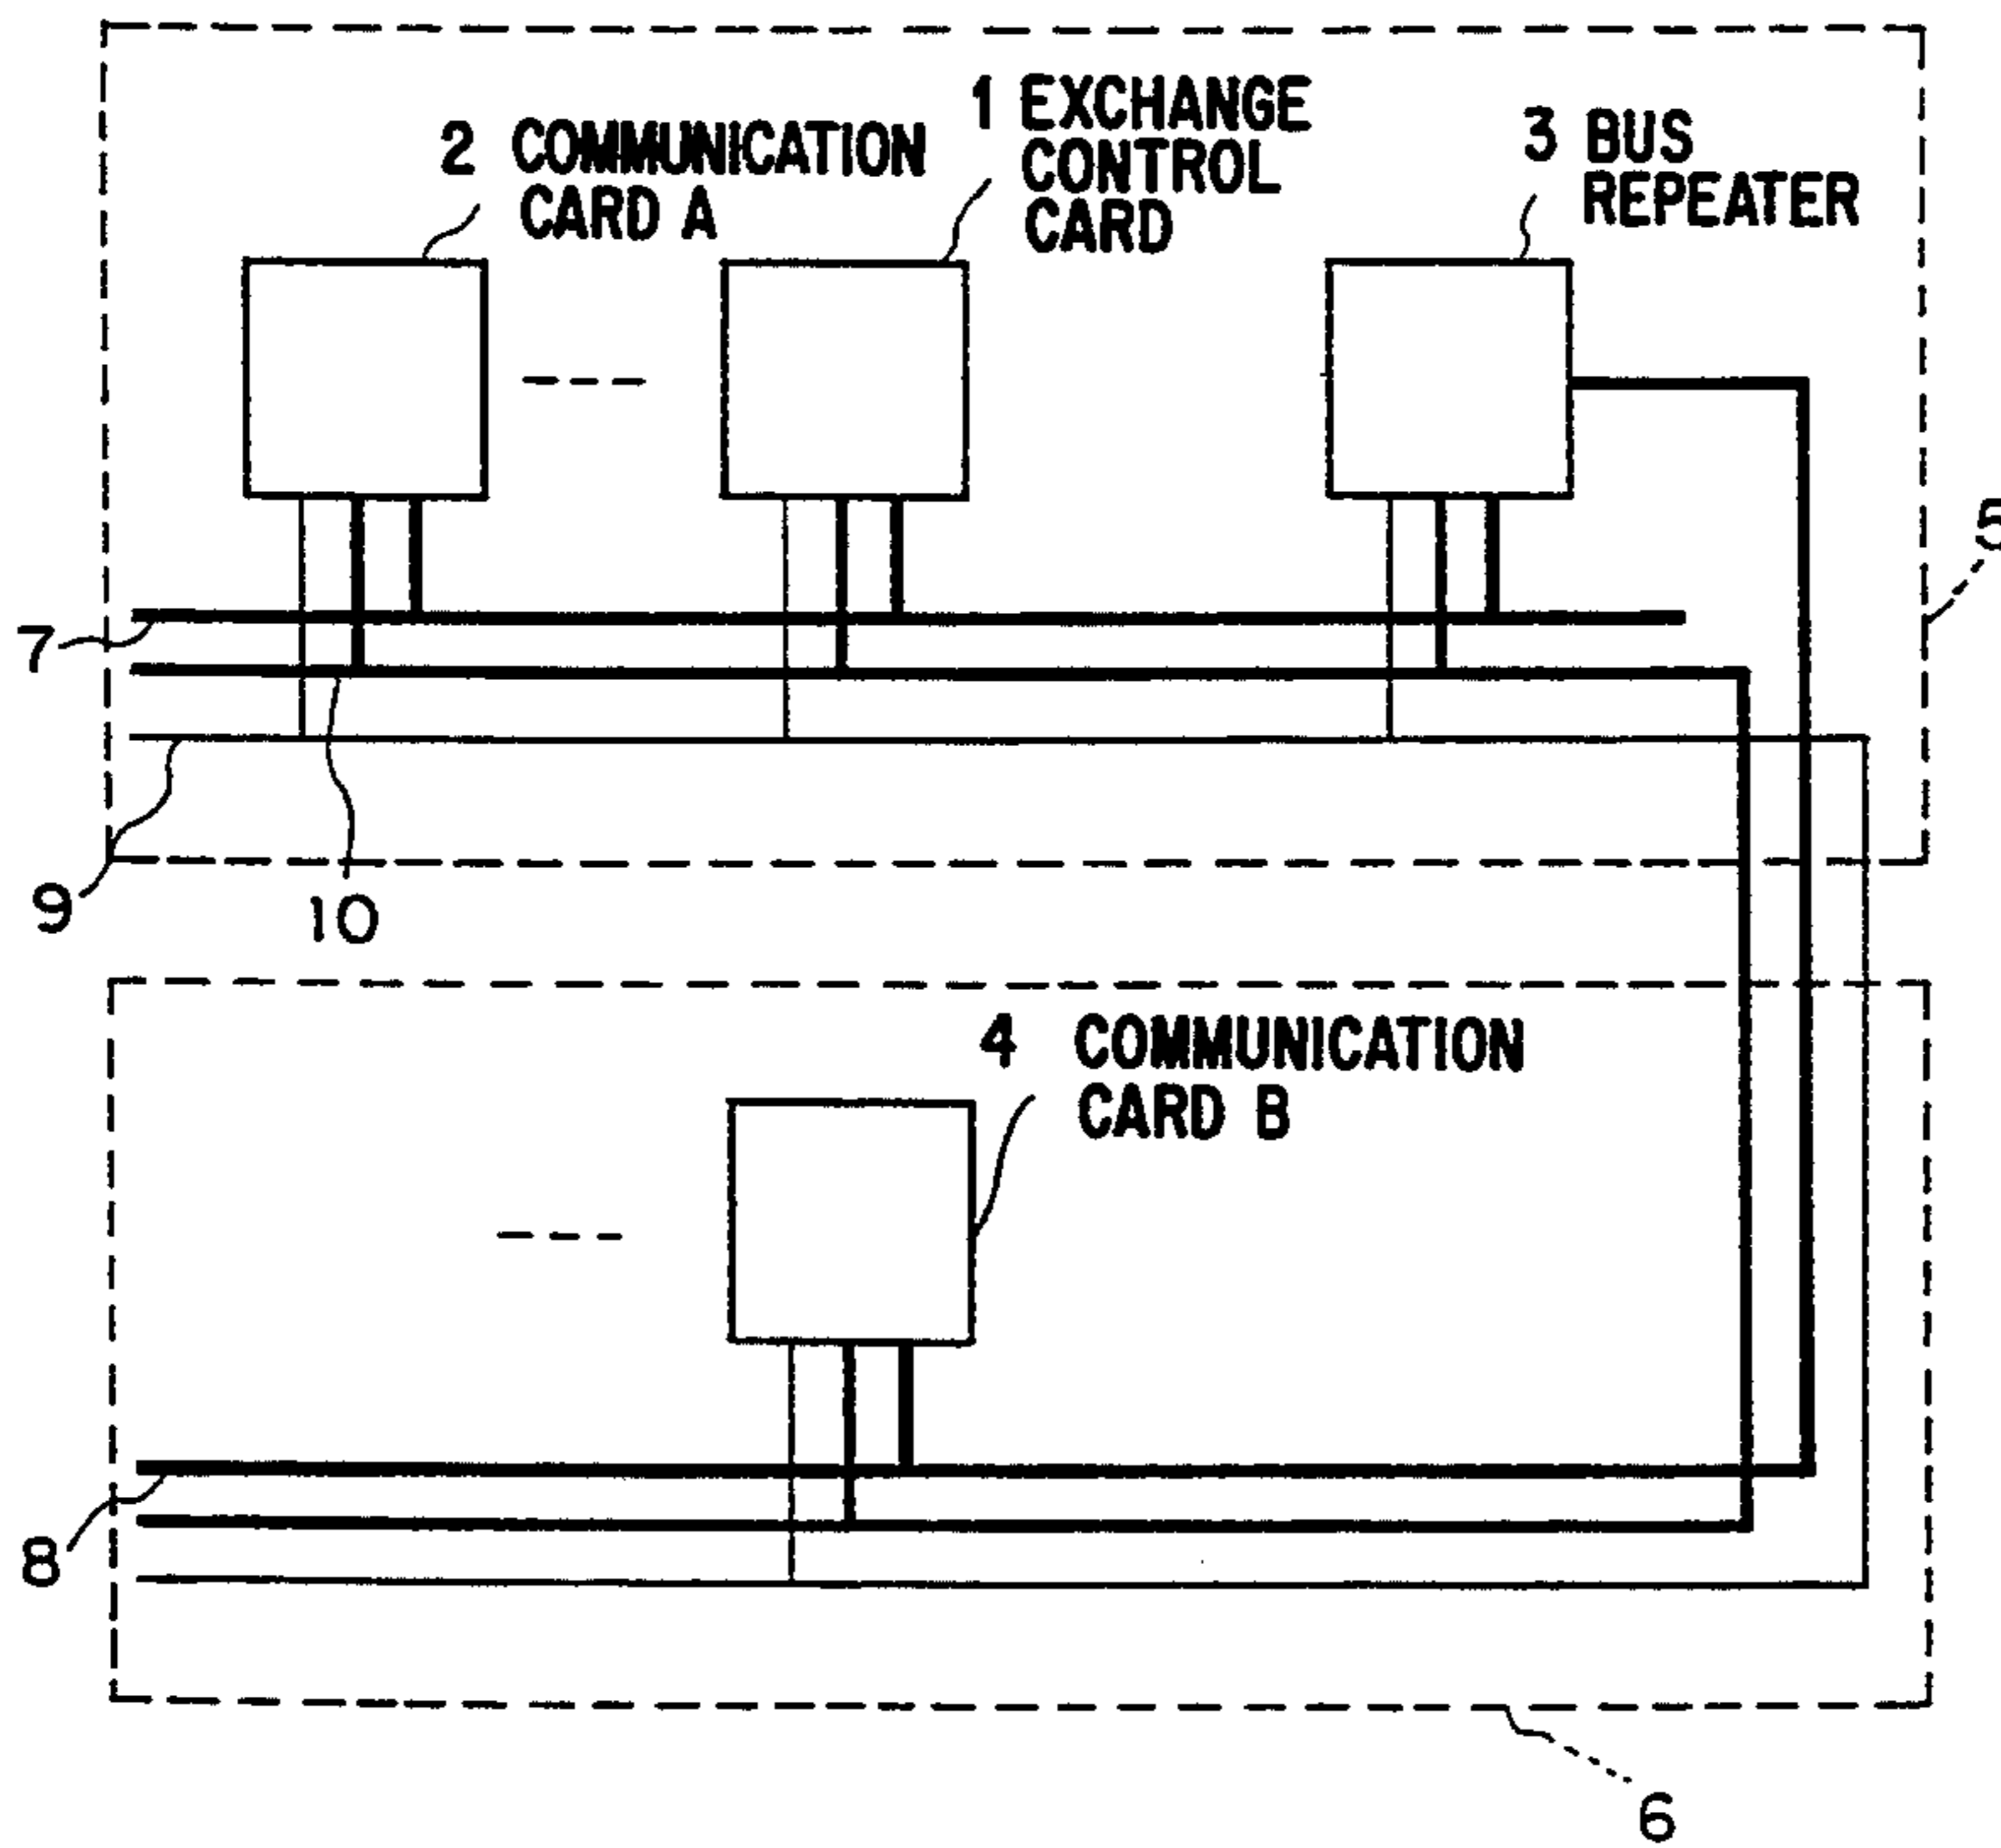 1 EXCHANGE
CONTROL
CARD
2 COMMUNICATION
CARD A
3 BUS
REPEATER
5
7
9
10
4 COMMUNICATION
CARD B
8
6